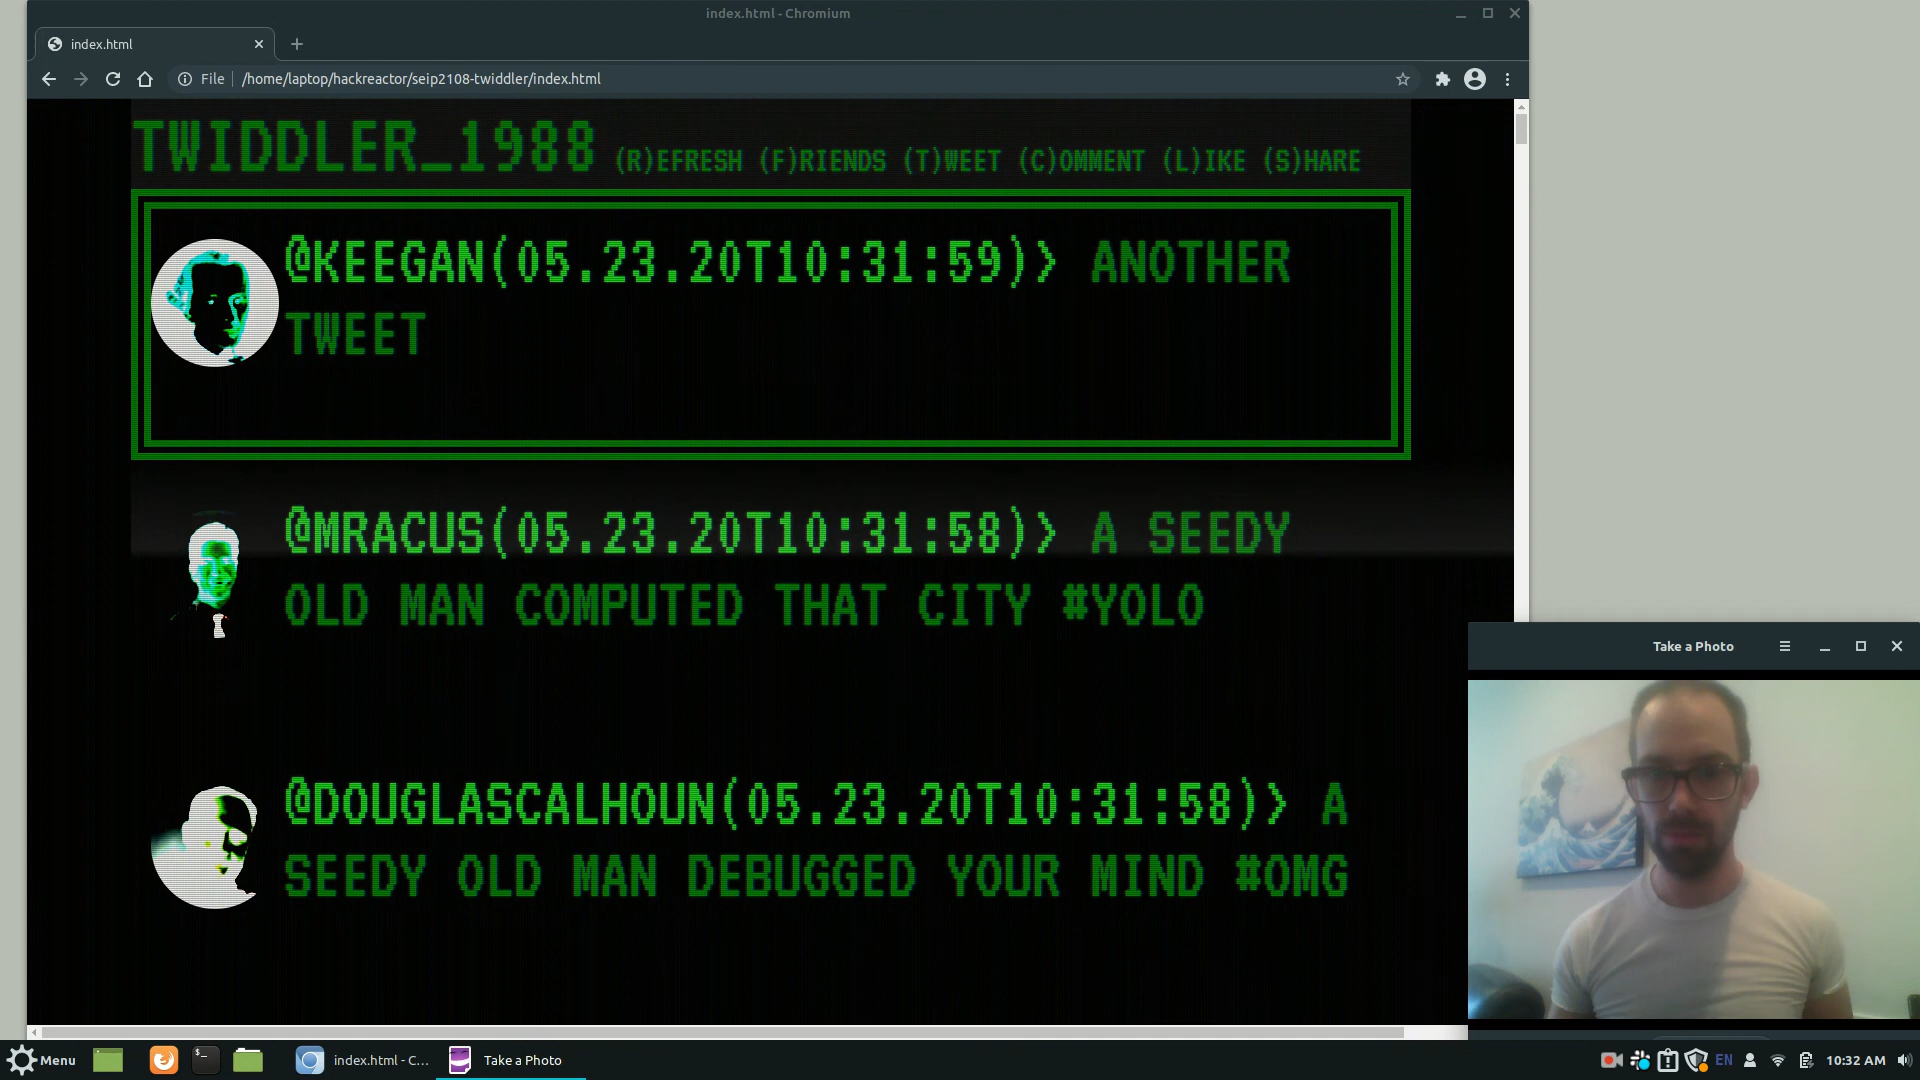 index.html - Chromium
index.html
File | /home/laptop/hackreactor/seip2108-twiddler/index.html
TWIDDLER_1988 (R)EFRESH (F)RIENDS (T)WEET (C)OMMENT (L)IKE (S)HARE
@KEEGAN(05.23.20T10:31:59)> ANOTHER
TWEET
@MRACUS(05.23.20T10:31:58)> A SEEDY
OLD MAN COMPUTED THAT CITY #YOLO
@DOUGLASCALHOUN(05.23.20T10:31:58)> A
SEEDY OLD MAN DEBUGGED YOUR MIND #OMG
Take a Photo
Menu
index.html - C...
Take a Photo
EN
10:32 AM